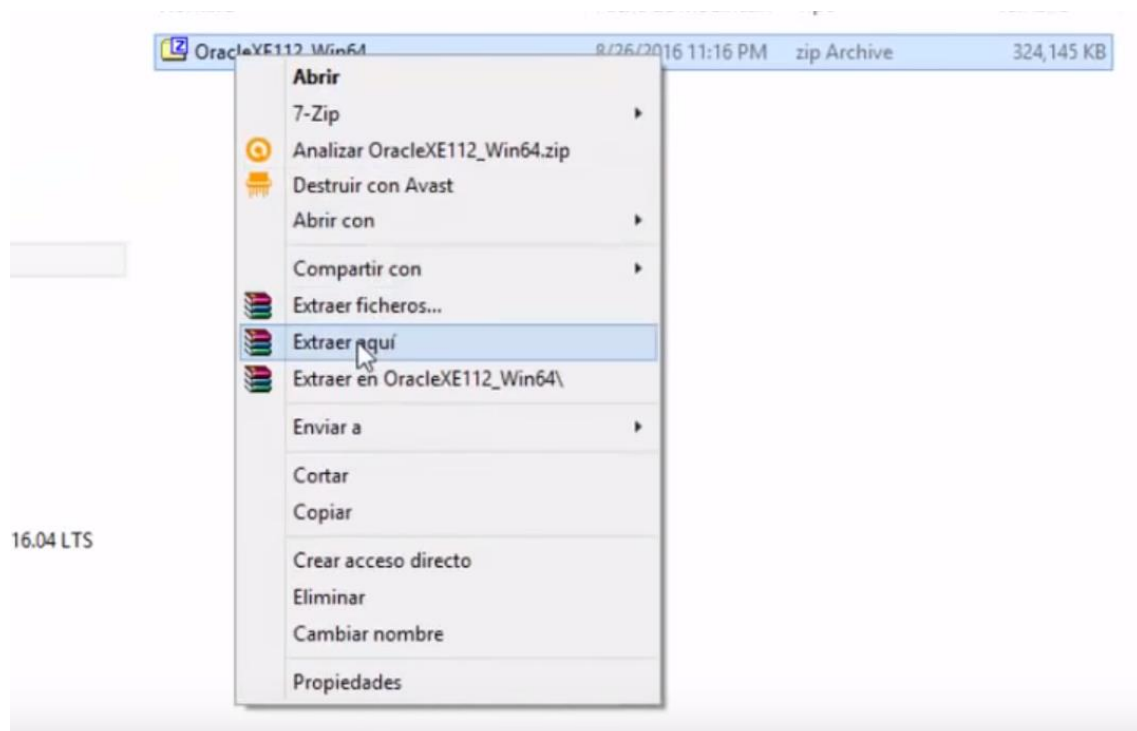 OracleXE112_Win64 8/26/2016 11:16 PM zip Archive 324,145 KB
Abrir
7-Zip
Analizar OracleXE112_Win64.zip
Destruir con Avast
Abrir con
Compartir con
Extraer ficheros...
Extraer aquí
Extraer en OracleXE112_Win64\
Enviar a
Cortar
Copiar
16.04 LTS
Crear acceso directo
Eliminar
Cambiar nombre
Propiedades